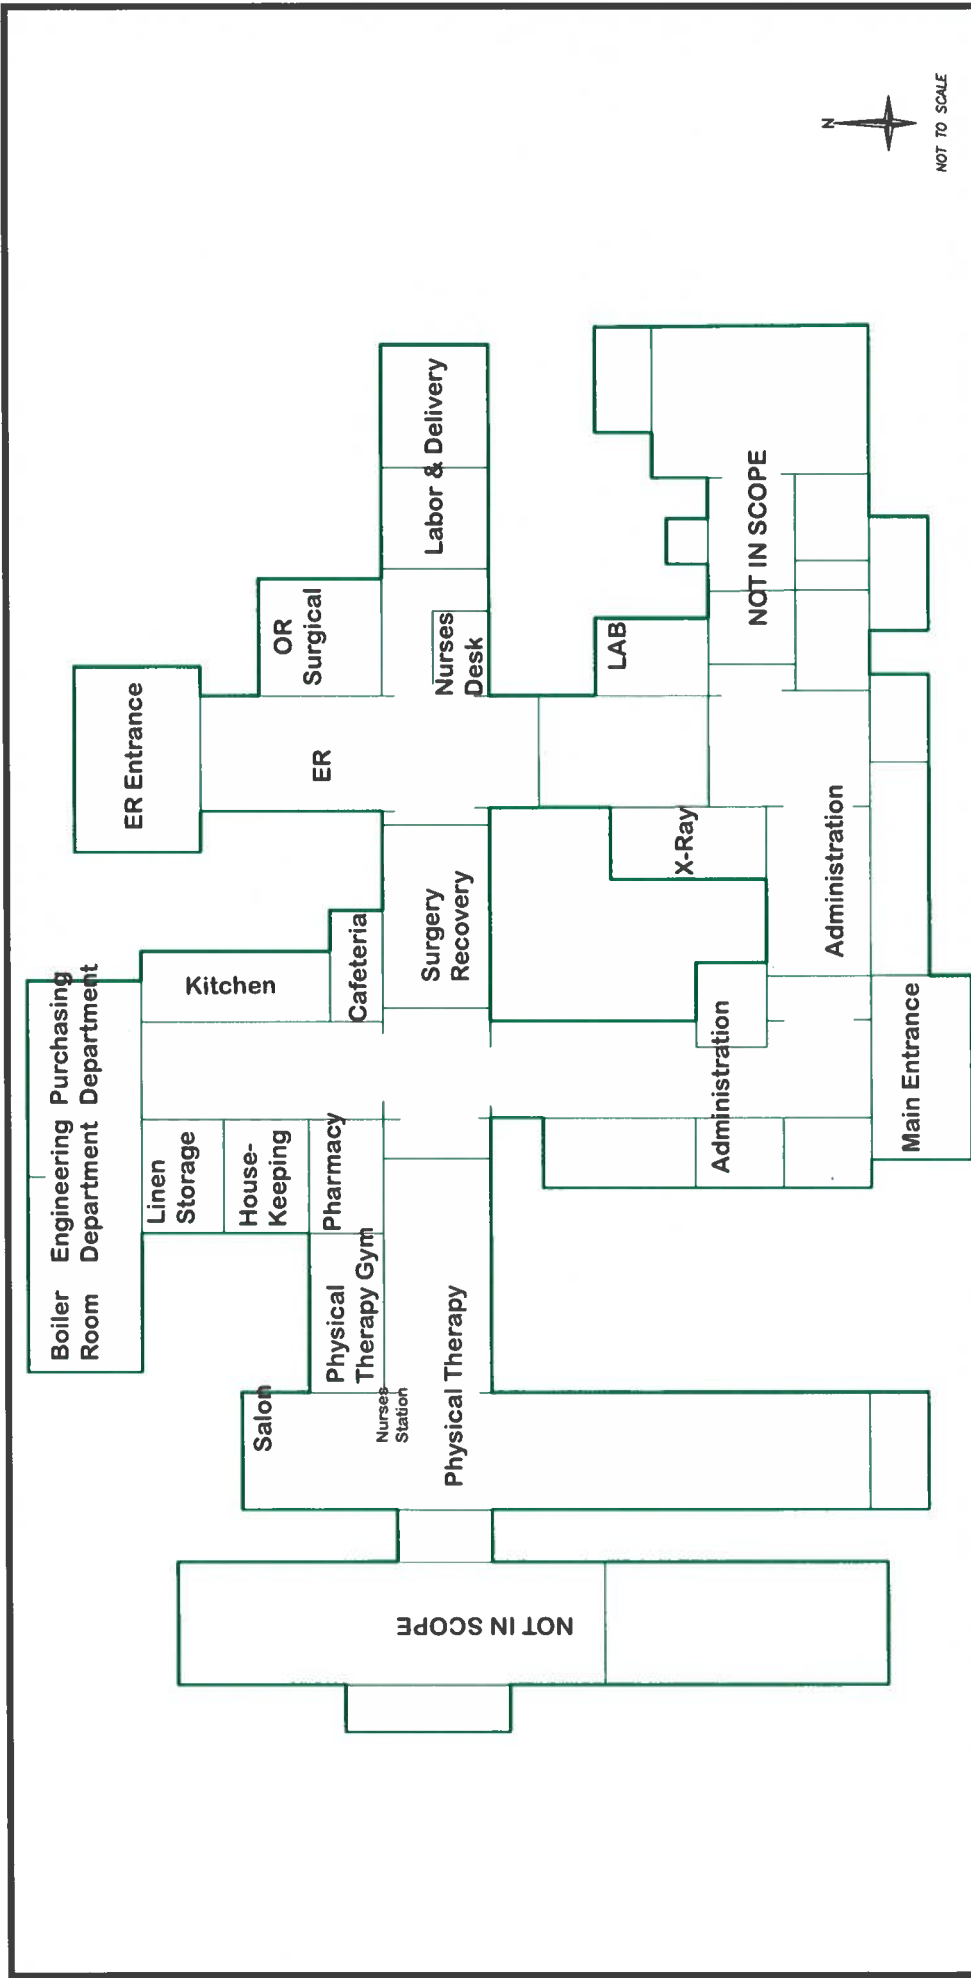 Boiler
Room
Engineering
Department
Purchasing
Department
ER Entrance
Linen
Storage
Kitchen
House-
Keeping
OR
Surgical
ER
Salon
Physical
Therapy Gym
Pharmacy
Cafeteria
Nurses
Station
Physical Therapy
Surgery
Recovery
Nurses
Desk
Labor & Delivery
NOT IN SCOPE
LAB
X-Ray
Administration
Administration
NOT IN SCOPE
Main Entrance
N
NOT TO SCALE